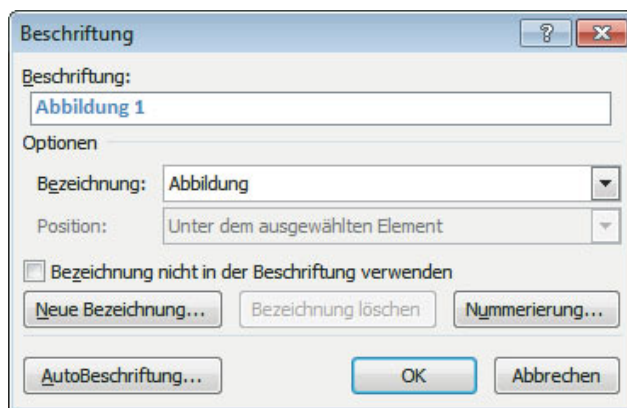 Beschriftung
Beschriftung:
Abbildung 1
Optionen
Bezeichnung: Abbildung
Position: Unter dem ausgewählten Element
Bezeichnung nicht in der Beschriftung verwenden
Neue Bezeichnung... Bezeichnung löschen Nummerierung...
AutoBeschriftung... OK Abbrechen